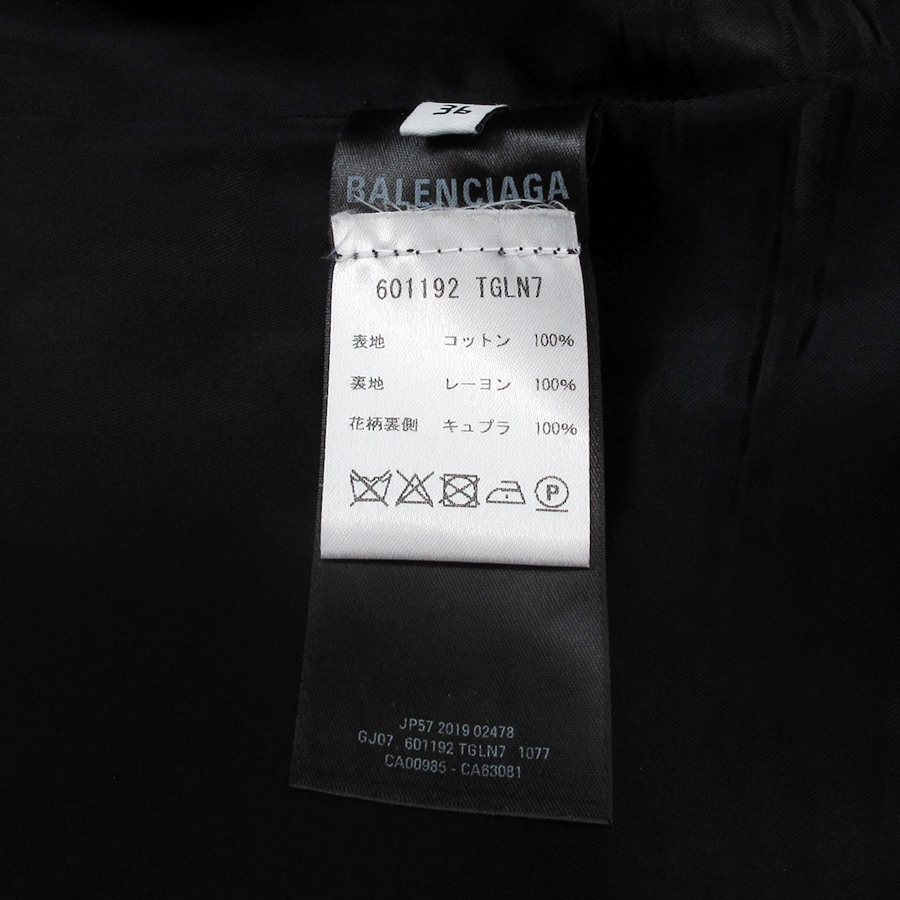 36
BALENCIAGA
601192 TGLN7
表地 コットン 100%
裏地 レーヨン 100%
花柄裏側 キュプラ 100%
P
JP57 2019 02478
GJ07, 601192 TGLN7 1077
CA00985 - CA63081